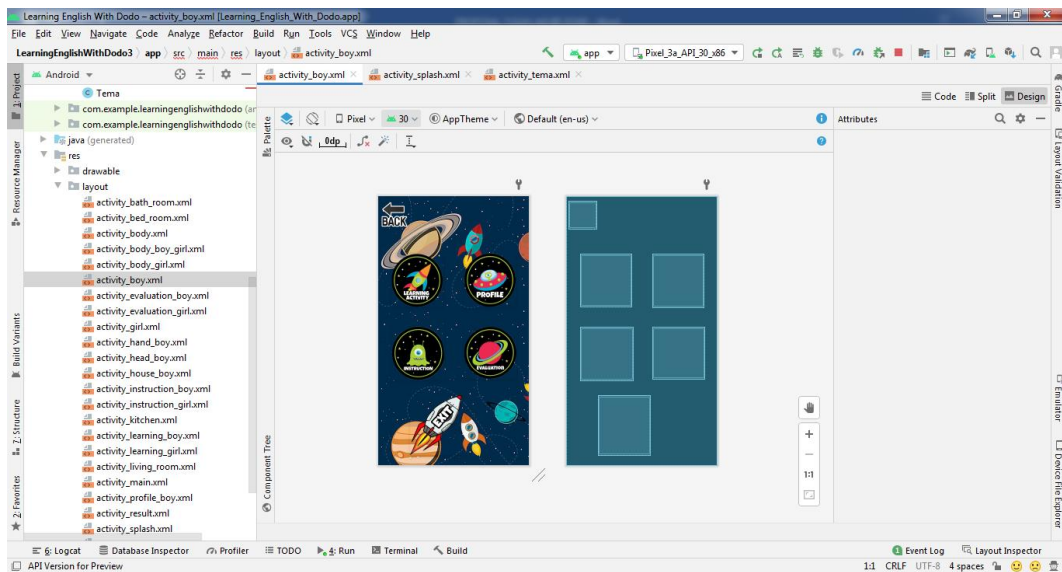 Learning English With Dodo – activity_boy.xml [Learning_English_With_Dodo.app]
File Edit View Navigate Code Analyze Refactor Build Run Tools VCS Window Help
LearningEnglishWithDodo3 app src main res layout activity_boy.xml app Pixel_3a_API_30_x86
1: Project
Android
activity_boy.xml activity_splash.xml activity_tema.xml
Gradle
Tema
Code Split Design
com.example.learningenglishwithdodo
com.example.learningenglishwithdodo
Palette
Pixel 30 AppTheme Default (en-us)
Attributes
java (generated)
0dp
Layout Validation
Resource Manager
res
drawable
layout
activity_bath_room.xml
activity_bed_room.xml
activity_body.xml
activity_body_boy_girl.xml
activity_body_girl.xml
activity_boy.xml
activity_evaluation_boy.xml
activity_evaluation_girl.xml
activity_girl.xml
activity_hand_boy.xml
activity_head_boy.xml
activity_house_boy.xml
activity_instruction_boy.xml
activity_instruction_girl.xml
activity_kitchen.xml
activity_learning_boy.xml
activity_learning_girl.xml
activity_living_room.xml
activity_main.xml
activity_profile_boy.xml
activity_result.xml
activity_splash.xml
BACK
LEARNING
ACTIVITY
PROFILE
INSTRUCTION
EVALUATION
EXIT
1:1
Build Variants
Z: Structure
2: Favorites
Component Tree
Emulator
Device File Explorer
6: Logcat Database Inspector Profiler TODO 4: Run Terminal Build Event Log Layout Inspector
API Version for Preview 1:1 CRLF UTF-8 4 spaces